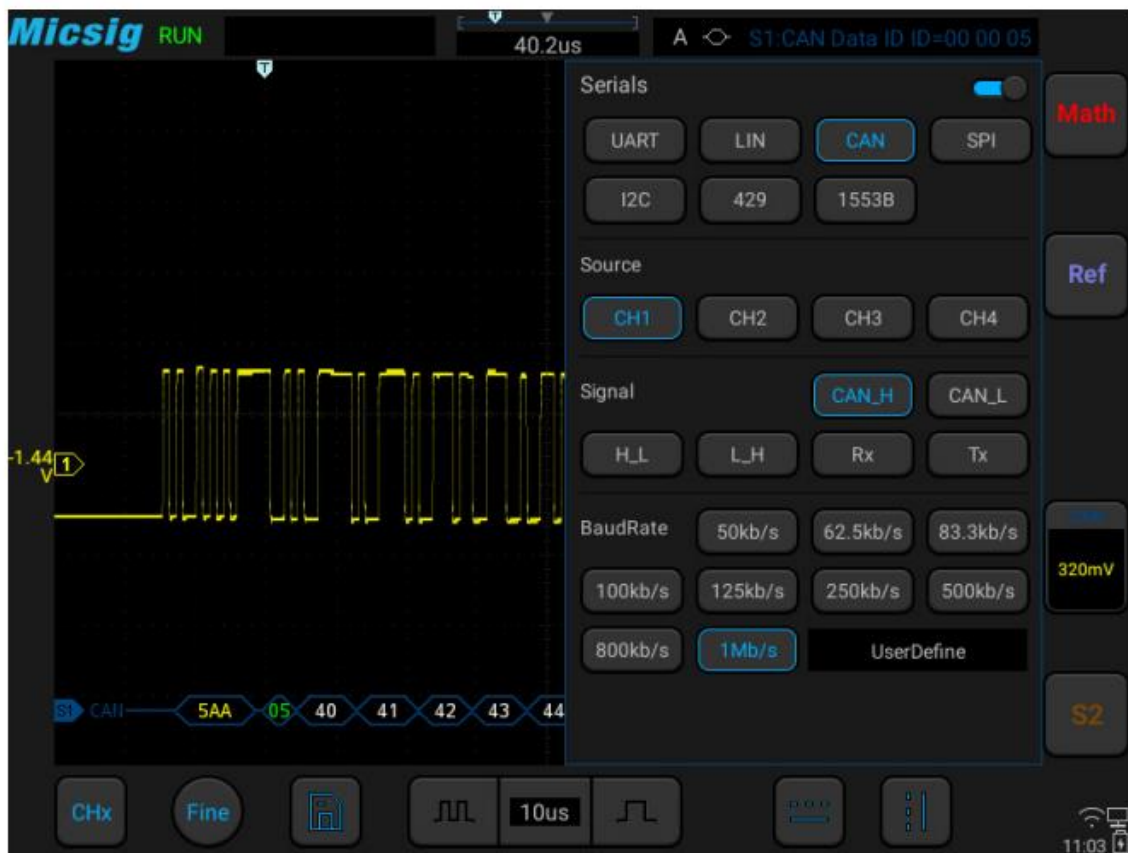 Micsig RUN
40.2us
A S1:CAN Data ID ID=00 00 05
T
T
Serials
UART LIN CAN SPI
I2C 429 1553B
Math
Source
CH1 CH2 CH3 CH4
Ref
Signal CAN_H CAN_L
H_L L_H Rx Tx
-1.44
V
1
BaudRate 50kb/s 62.5kb/s 83.3kb/s
100kb/s 125kb/s 250kb/s 500kb/s
800kb/s 1Mb/s UserDefine
320mV
S1 CAN 5AA 05 40 41 42 43 44
S2
CHx Fine 10us
11:03